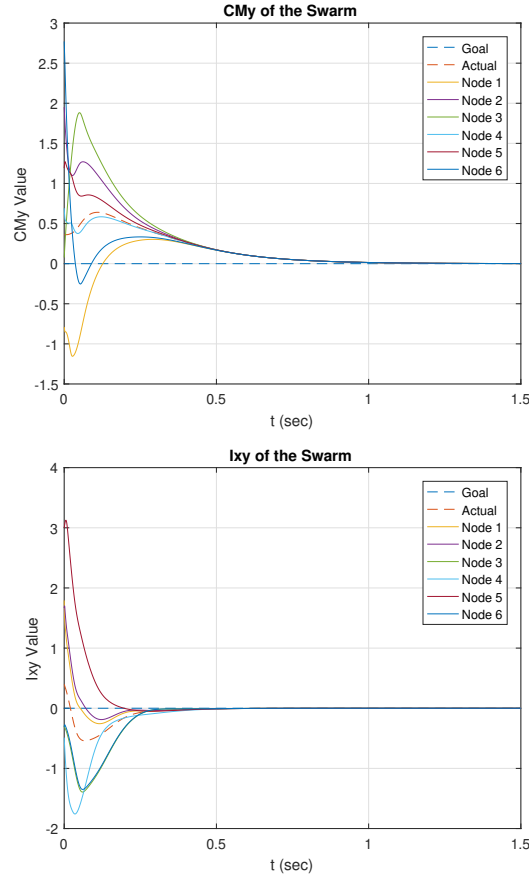 CMy of the Swarm
3
2.5
2
1.5
1
0.5
0
-0.5
-1
-1.5
CMy Value
Goal
Actual
Node 1
Node 2
Node 3
Node 4
Node 5
Node 6
0
0.5
1
1.5
t (sec)
Ixy of the Swarm
4
3
2
1
0
-1
-2
Ixy Value
Goal
Actual
Node 1
Node 2
Node 3
Node 4
Node 5
Node 6
0
0.5
1
1.5
t (sec)